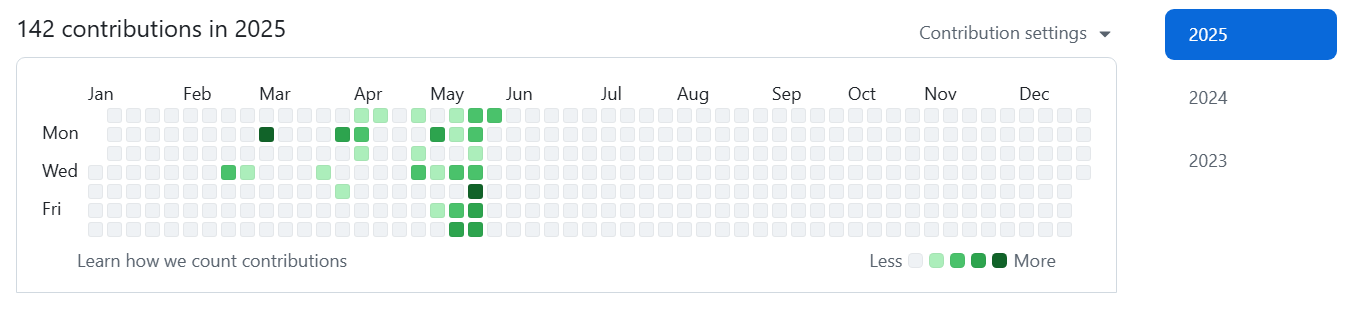 142 contributions in 2025
Contribution settings
2025
2024
2023
Jan Feb Mar Apr May Jun Jul Aug Sep Oct Nov Dec
Mon
Wed
Fri
Learn how we count contributions
Less More